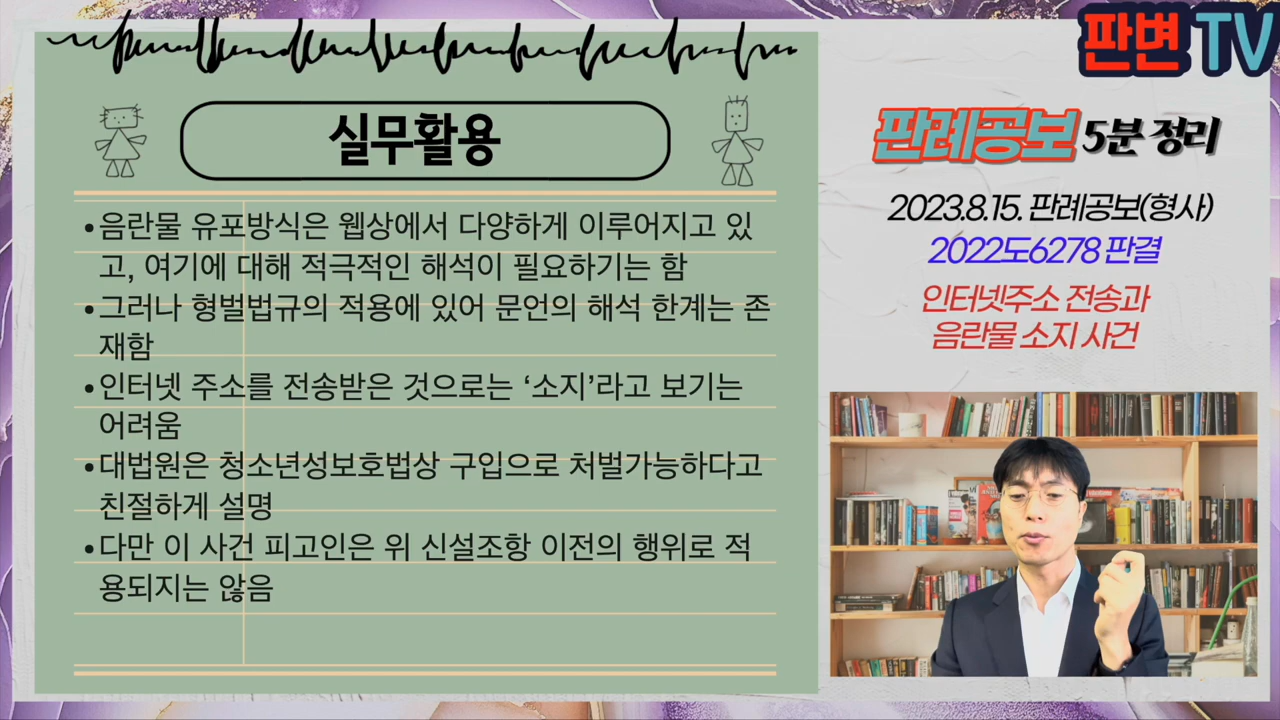 판변 TV
실무활용
•음란물 유포방식은 웹상에서 다양하게 이루어지고 있
고, 여기에 대해 적극적인 해석이 필요하기는 함
•그러나 형벌법규의 적용에 있어 문언의 해석 한계는 존
재함
•인터넷 주소를 전송받은 것으로는 ‘소지’라고 보기는
어려움
•대법원은 청소년성보호법상 구입으로 처벌가능하다고
친절하게 설명
•다만 이 사건 피고인은 위 신설조항 이전의 행위로 적
용되지는 않음
판례공보 5분 정리
2023.8.15. 판례공보(형사)
2022도6278 판결
인터넷주소 전송과
음란물 소지 사건